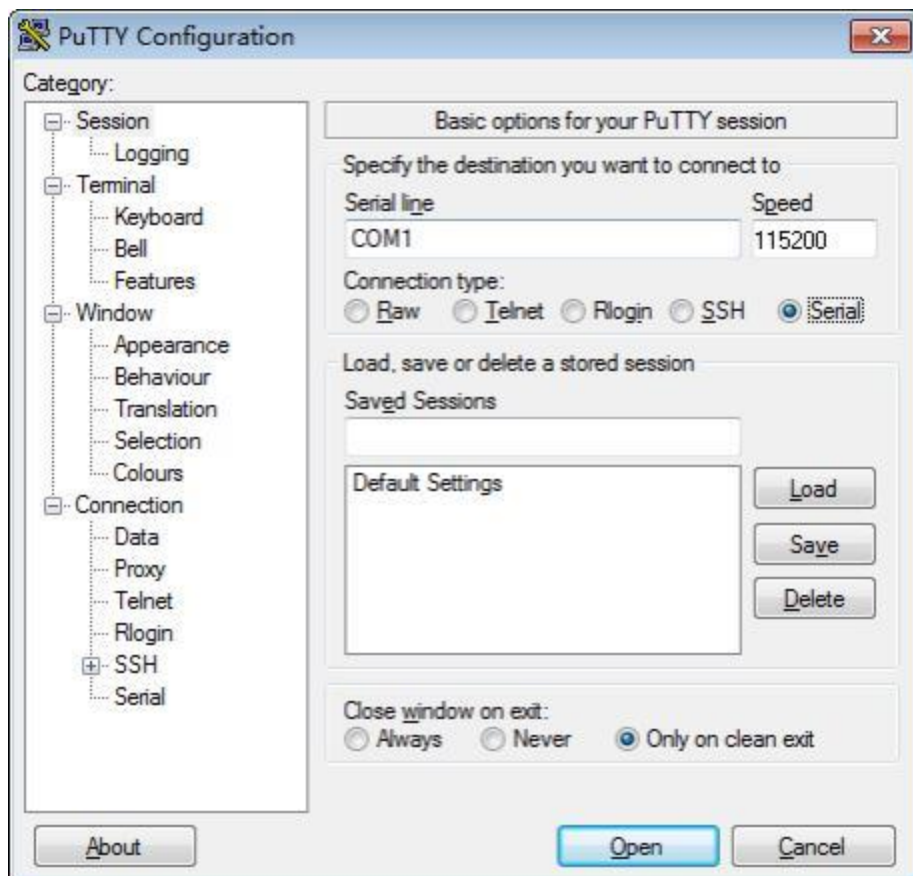 PuTTY Configuration
Category:
Session
Logging
Terminal
Keyboard
Bell
Features
Window
Appearance
Behaviour
Translation
Selection
Colours
Connection
Data
Proxy
Telnet
Rlogin
SSH
Serial
Basic options for your PuTTY session
Specify the destination you want to connect to
Serial line Speed
COM1 115200
Connection type:
Raw Telnet Rlogin SSH Serial
Load, save or delete a stored session
Saved Sessions
Default Settings
Load
Save
Delete
Close window on exit:
Always Never Only on clean exit
About Open Cancel